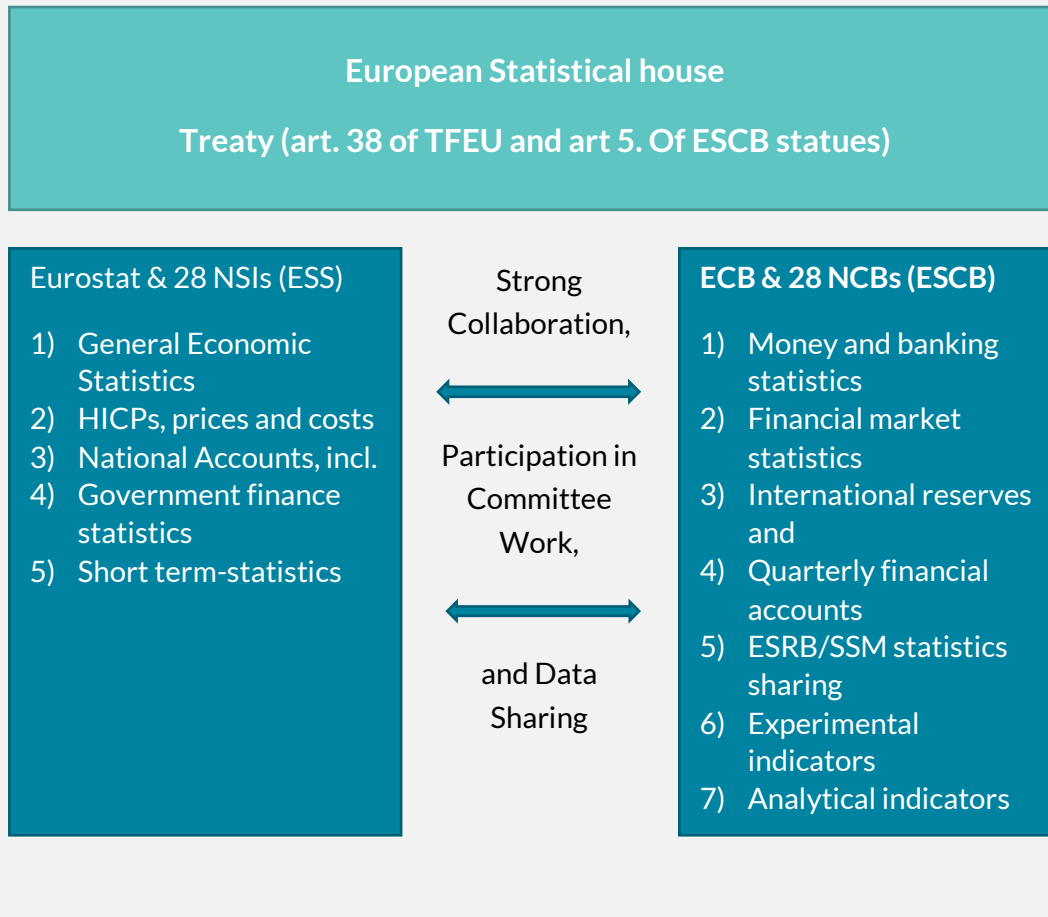 European Statistical house
Treaty (art. 38 of TFEU and art 5. Of ESCB statues)
Eurostat & 28 NSIs (ESS)
1) General Economic
Statistics
2) HICPs, prices and costs
3) National Accounts, incl.
4) Government finance
statistics
5) Short term-statistics
Strong
Collaboration,
Participation in
Committee
Work,
and Data
Sharing
ECB & 28 NCBs (ESCB)
1) Money and banking
statistics
2) Financial market
statistics
3) International reserves
and
4) Quarterly financial
accounts
5) ESRB/SSM statistics
sharing
6) Experimental
indicators
7) Analytical indicators